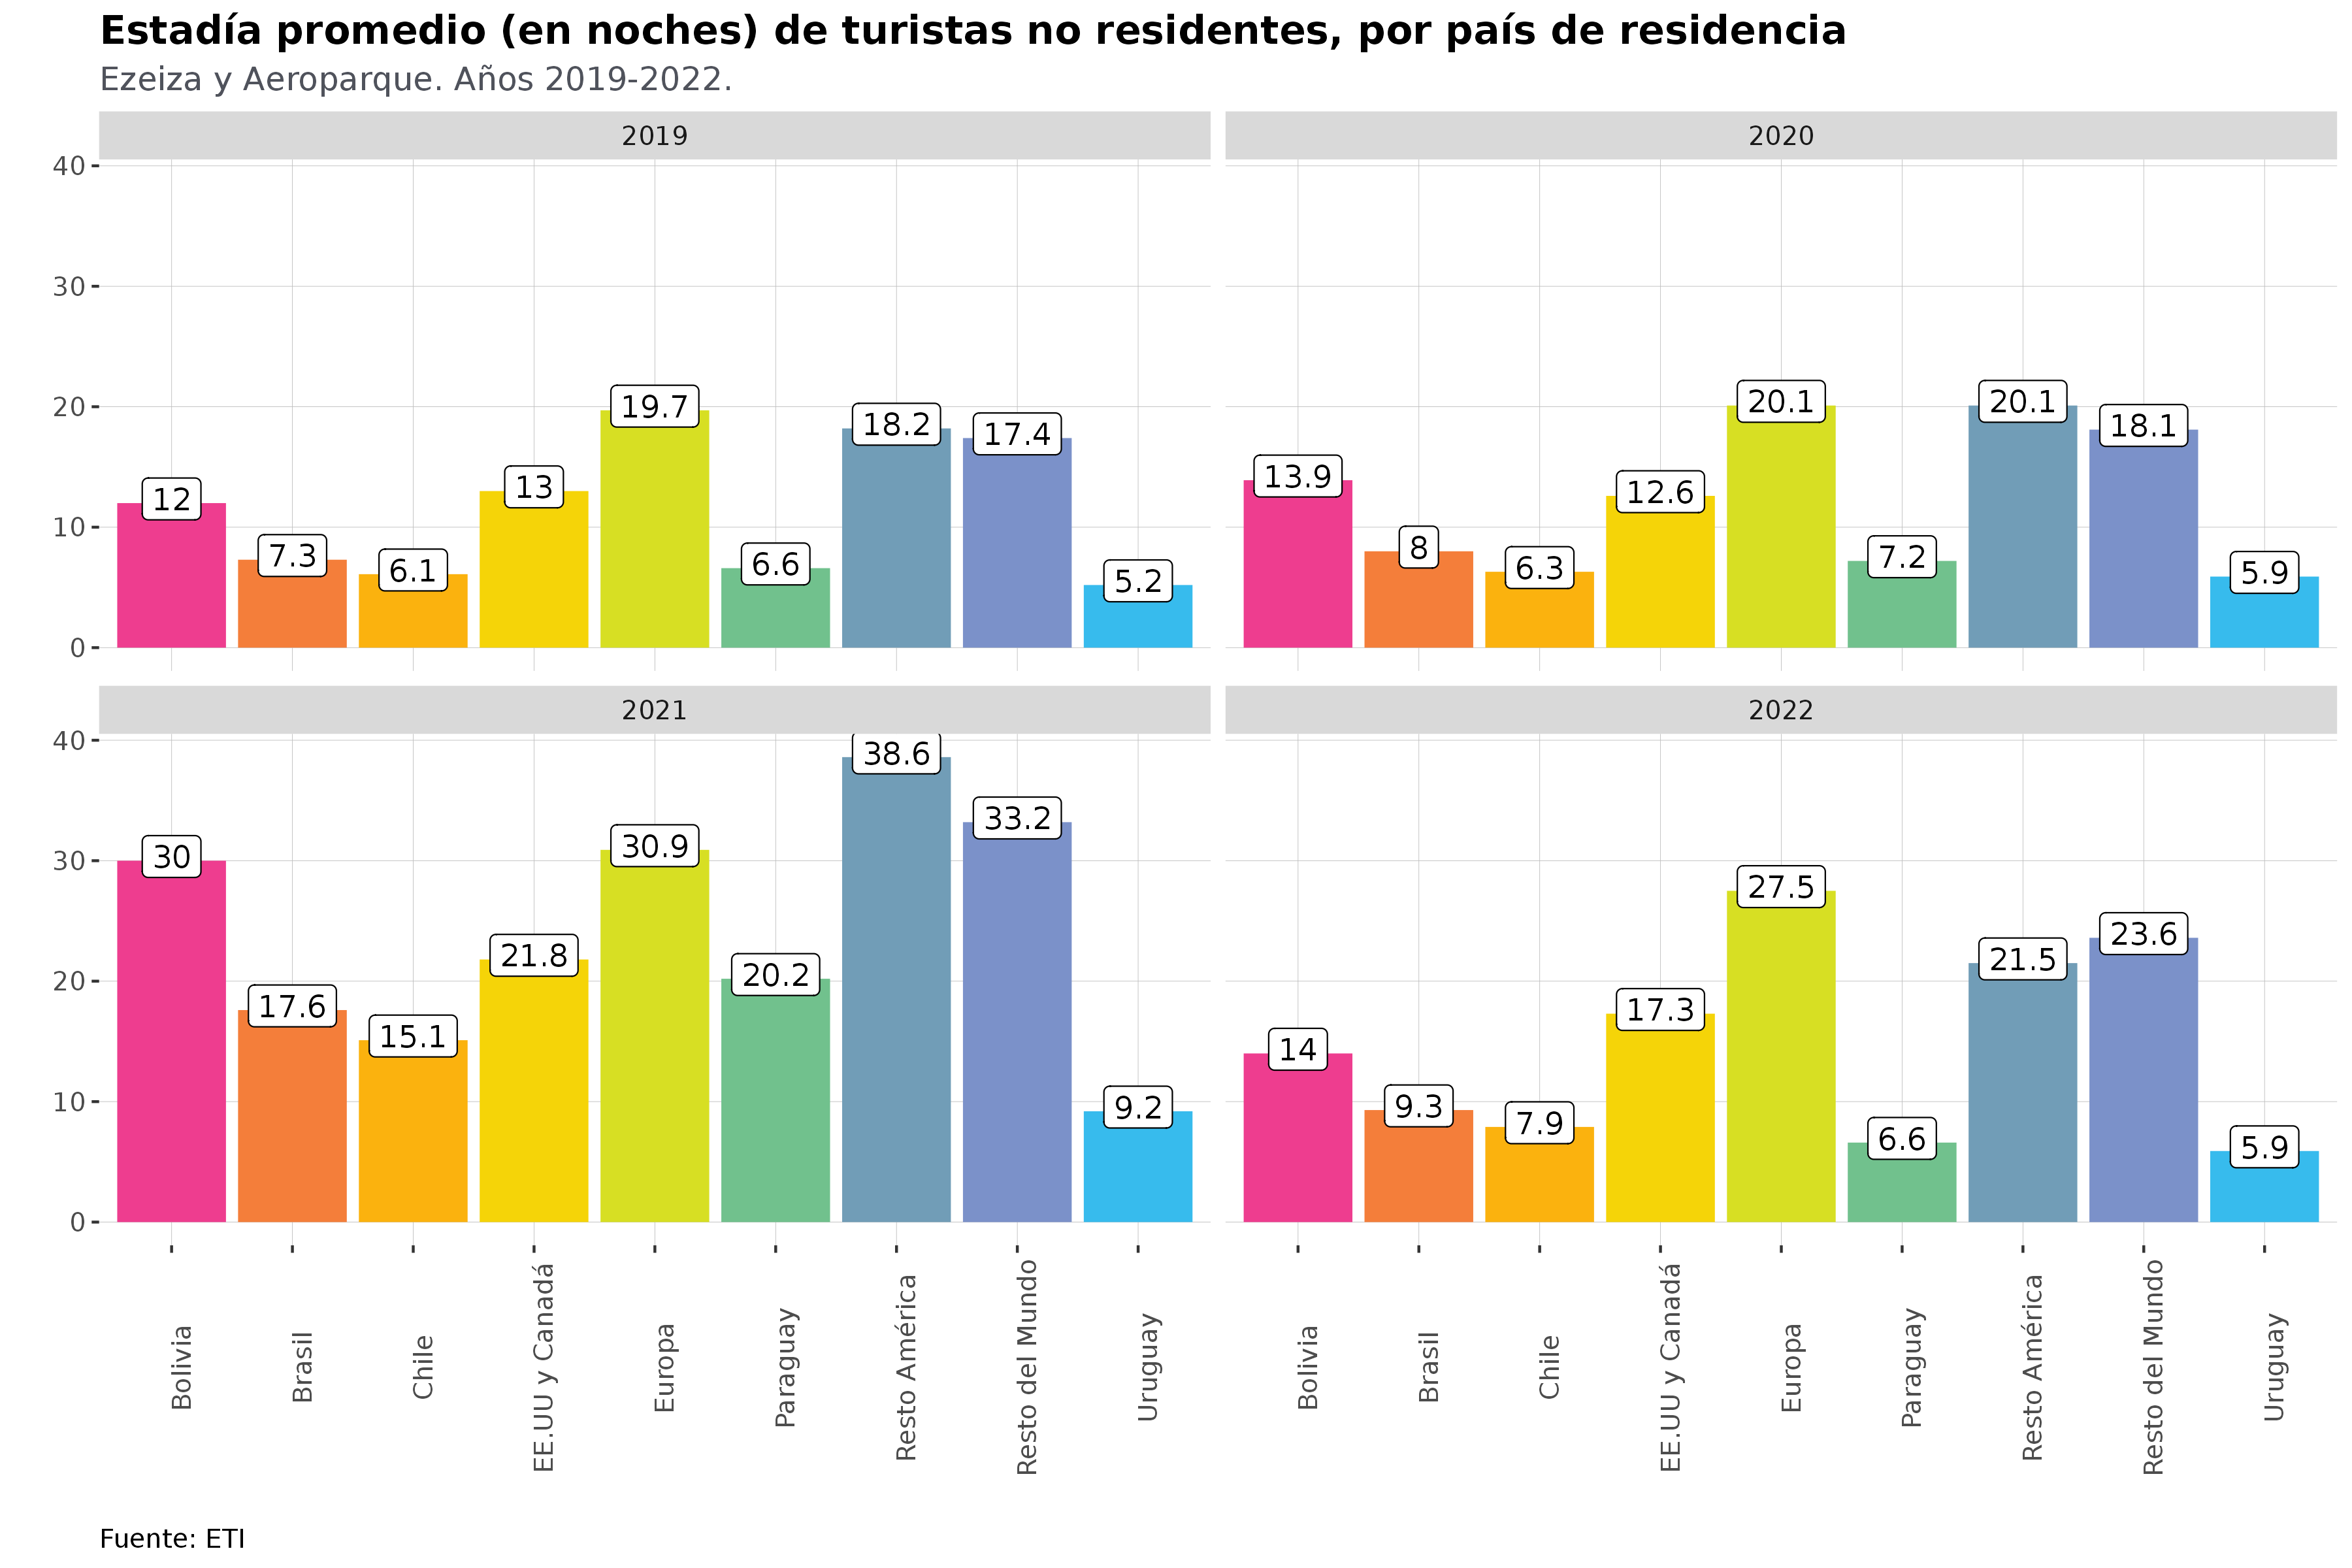 Estadía promedio (en noches) de turistas no residentes, por país de residencia
Ezeiza y Aeroparque. Años 2019-2022.
2019
40
30
20
10
0
12
7.3
6.1
13
19.7
6.6
18.2
17.4
5.2
2020
13.9
8
6.3
12.6
20.1
7.2
20.1
18.1
5.9
2021
40
30
20
10
0
30
17.6
15.1
21.8
30.9
20.2
38.6
33.2
9.2
2022
14
9.3
7.9
17.3
27.5
6.6
21.5
23.6
5.9
Bolivia
Brasil
Chile
EE.UU y Canadá
Europa
Paraguay
Resto América
Resto del Mundo
Uruguay
Bolivia
Brasil
Chile
EE.UU y Canadá
Europa
Paraguay
Resto América
Resto del Mundo
Uruguay
Fuente: ETI